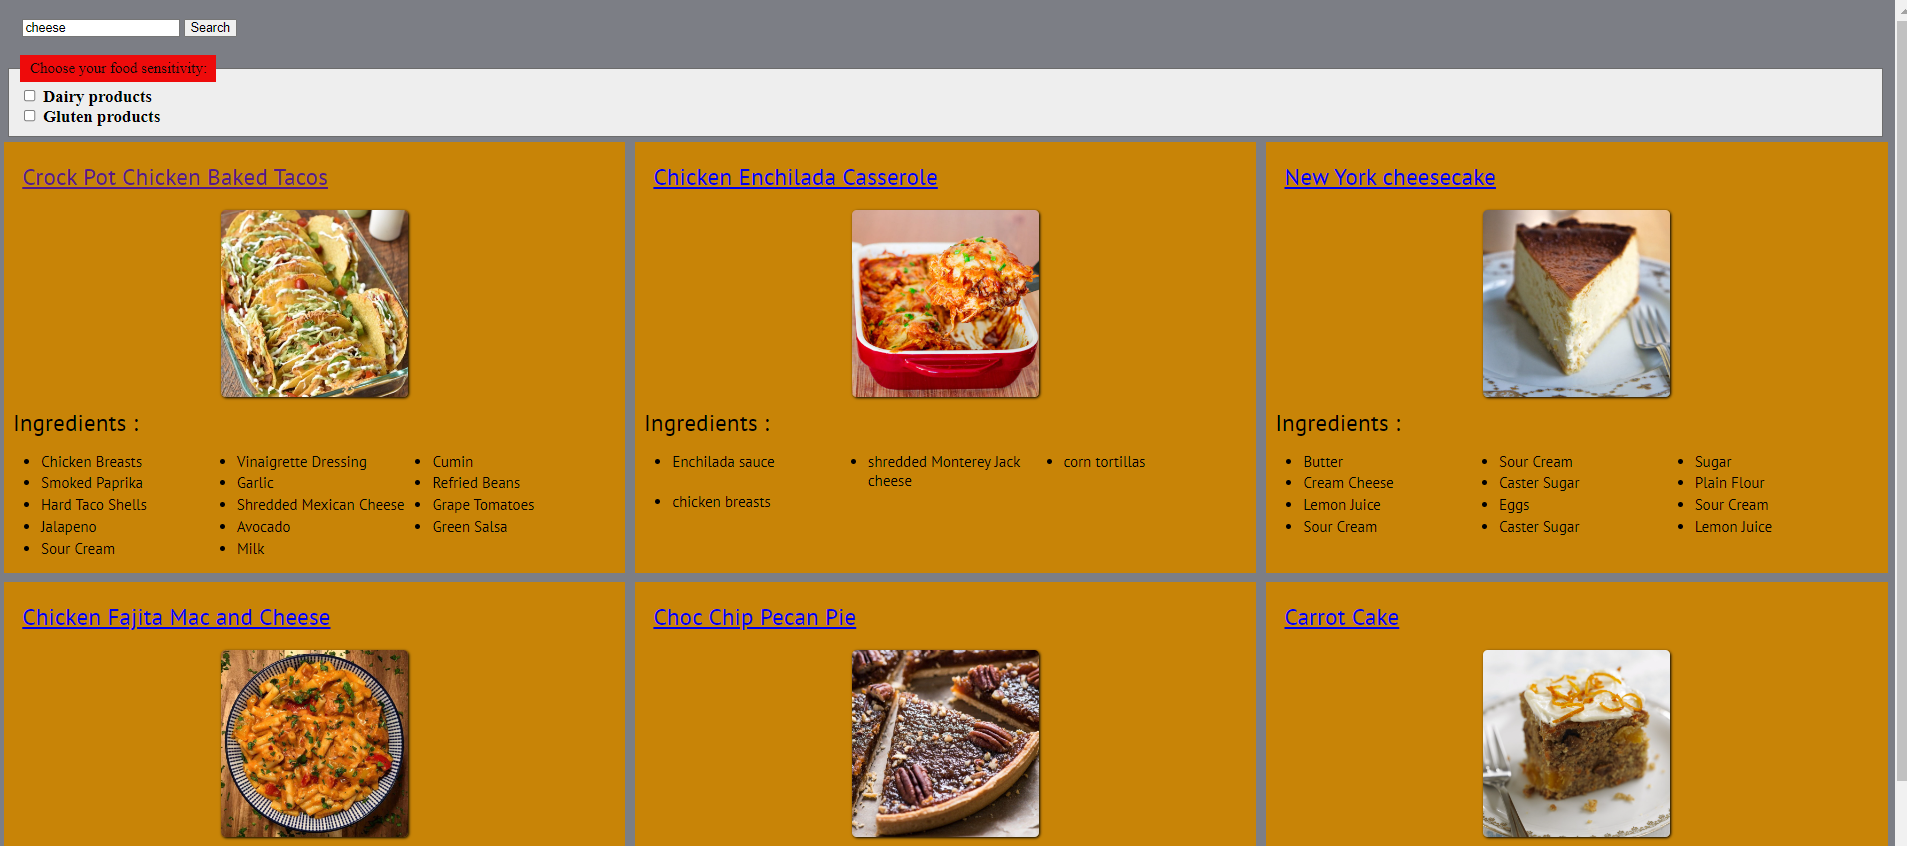 cheese Search
Choose your food sensitivity:
Dairy products
Gluten products
Crock Pot Chicken Baked Tacos
Ingredients :
Chicken Breasts
Vinaigrette Dressing
Cumin
Smoked Paprika
Garlic
Refried Beans
Hard Taco Shells
Shredded Mexican Cheese
Grape Tomatoes
Jalapeno
Avocado
Green Salsa
Sour Cream
Milk
Chicken Enchilada Casserole
Ingredients :
Enchilada sauce
shredded Monterey Jack
cheese
corn tortillas
chicken breasts
New York cheesecake
Ingredients :
Butter
Sour Cream
Sugar
Cream Cheese
Caster Sugar
Plain Flour
Lemon Juice
Eggs
Sour Cream
Sour Cream
Caster Sugar
Lemon Juice
Chicken Fajita Mac and Cheese
Choc Chip Pecan Pie
Carrot Cake